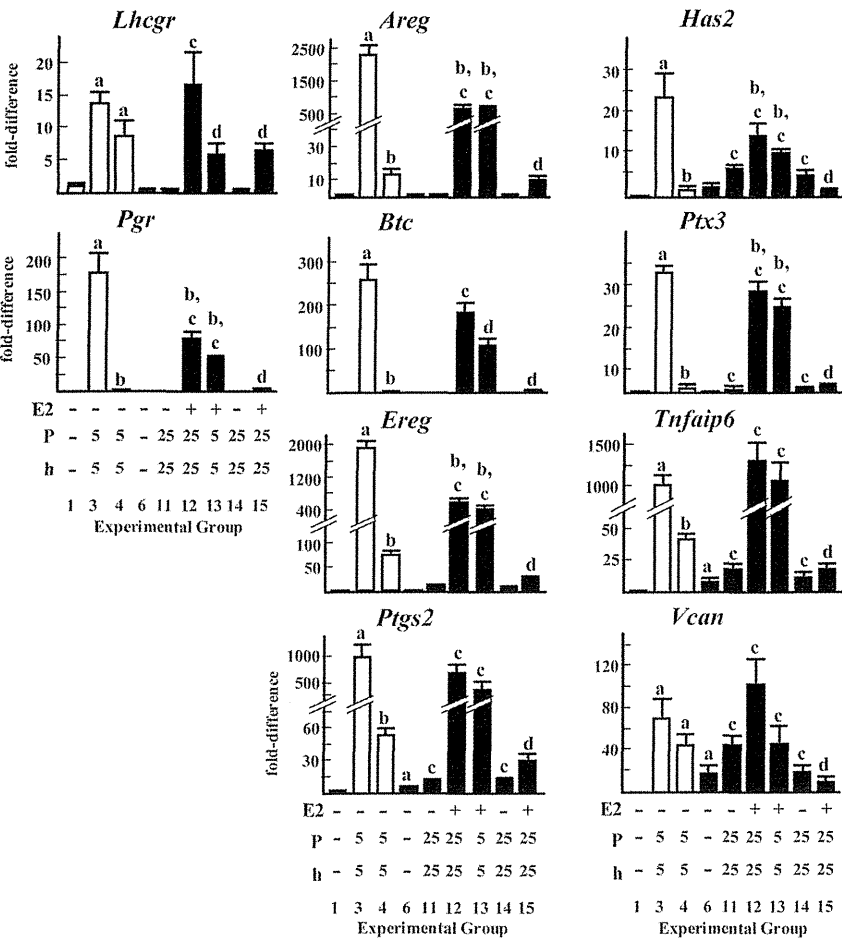 Lhcgr
Areg
Has2
fold-difference
20
15
10
5
a
a
c
d
d
2500
1500
500
30
10
a
b
b, c
b, c
d
30
20
10
a
b
c
b, c
b, c
c
d
Pgr
Btc
Ptx3
fold-difference
200
150
100
50
a
b
b, c
b, c
d
300
200
100
a
b
c
d
d
30
20
10
a
b
c
b, c
b, c
c
d
E2 - - - - - + + - +
P - 5 5 - 25 25 5 25 25
h - 5 5 - 25 25 5 25 25
1 3 4 6 11 12 13 14 15
Experimental Group
Ereg
Tnfaip6
2000
1200
400
100
50
a
b
b, c
b, c
d
1500
1000
50
25
a
b
a
c
c
c
c
d
Ptgs2
Vcan
fold-difference
1000
500
60
30
a
b
a
c
c
c
c
d
120
80
40
a
a
a
c
c
c
c
d
E2 - - - - - + + - +
P - 5 5 - 25 25 5 25 25
h - 5 5 - 25 25 5 25 25
1 3 4 6 11 12 13 14 15
Experimental Group
- - - - - + + - +
P - 5 5 - 25 25 5 25 25
h - 5 5 - 25 25 5 25 25
1 3 4 6 11 12 13 14 15
Experimental Group
E2